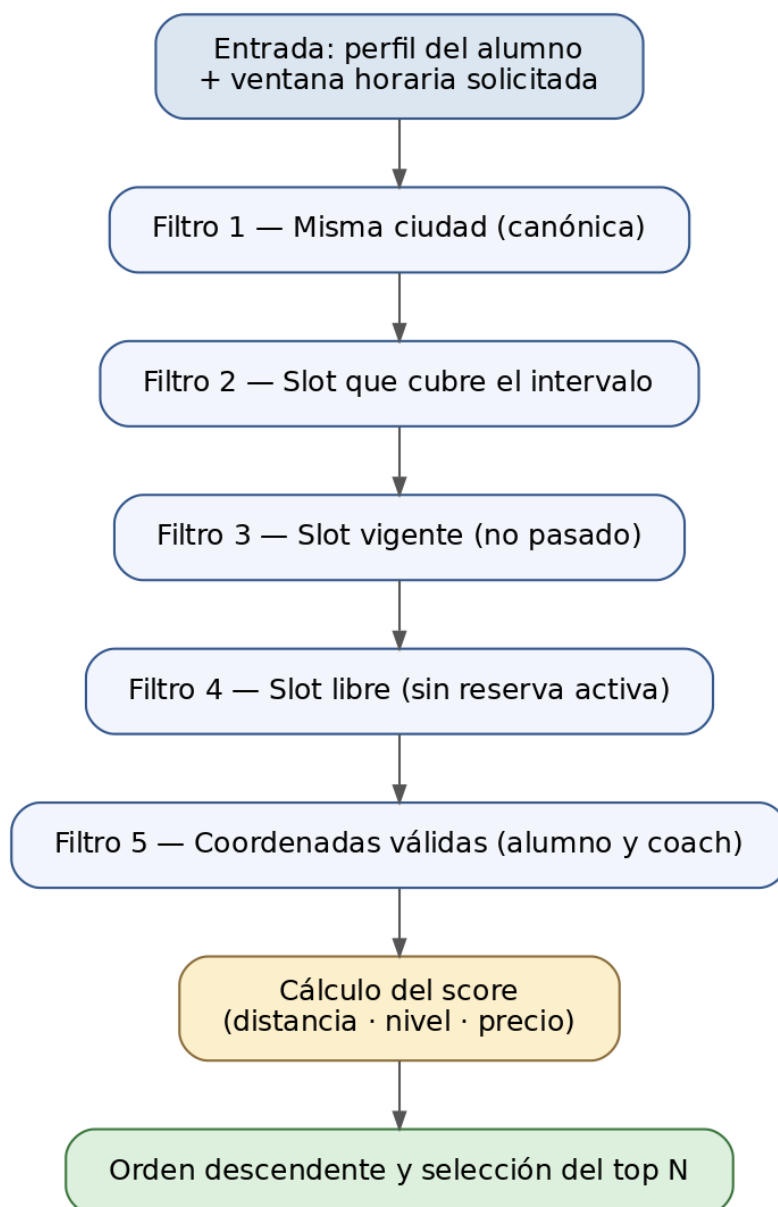 Entrada: perfil del alumno
+ ventana horaria solicitada
Filtro 1 — Misma ciudad (canónica)
Filtro 2 — Slot que cubre el intervalo
Filtro 3 — Slot vigente (no pasado)
Filtro 4 — Slot libre (sin reserva activa)
Filtro 5 — Coordenadas válidas (alumno y coach)
Cálculo del score
(distancia · nivel · precio)
Orden descendente y selección del top N